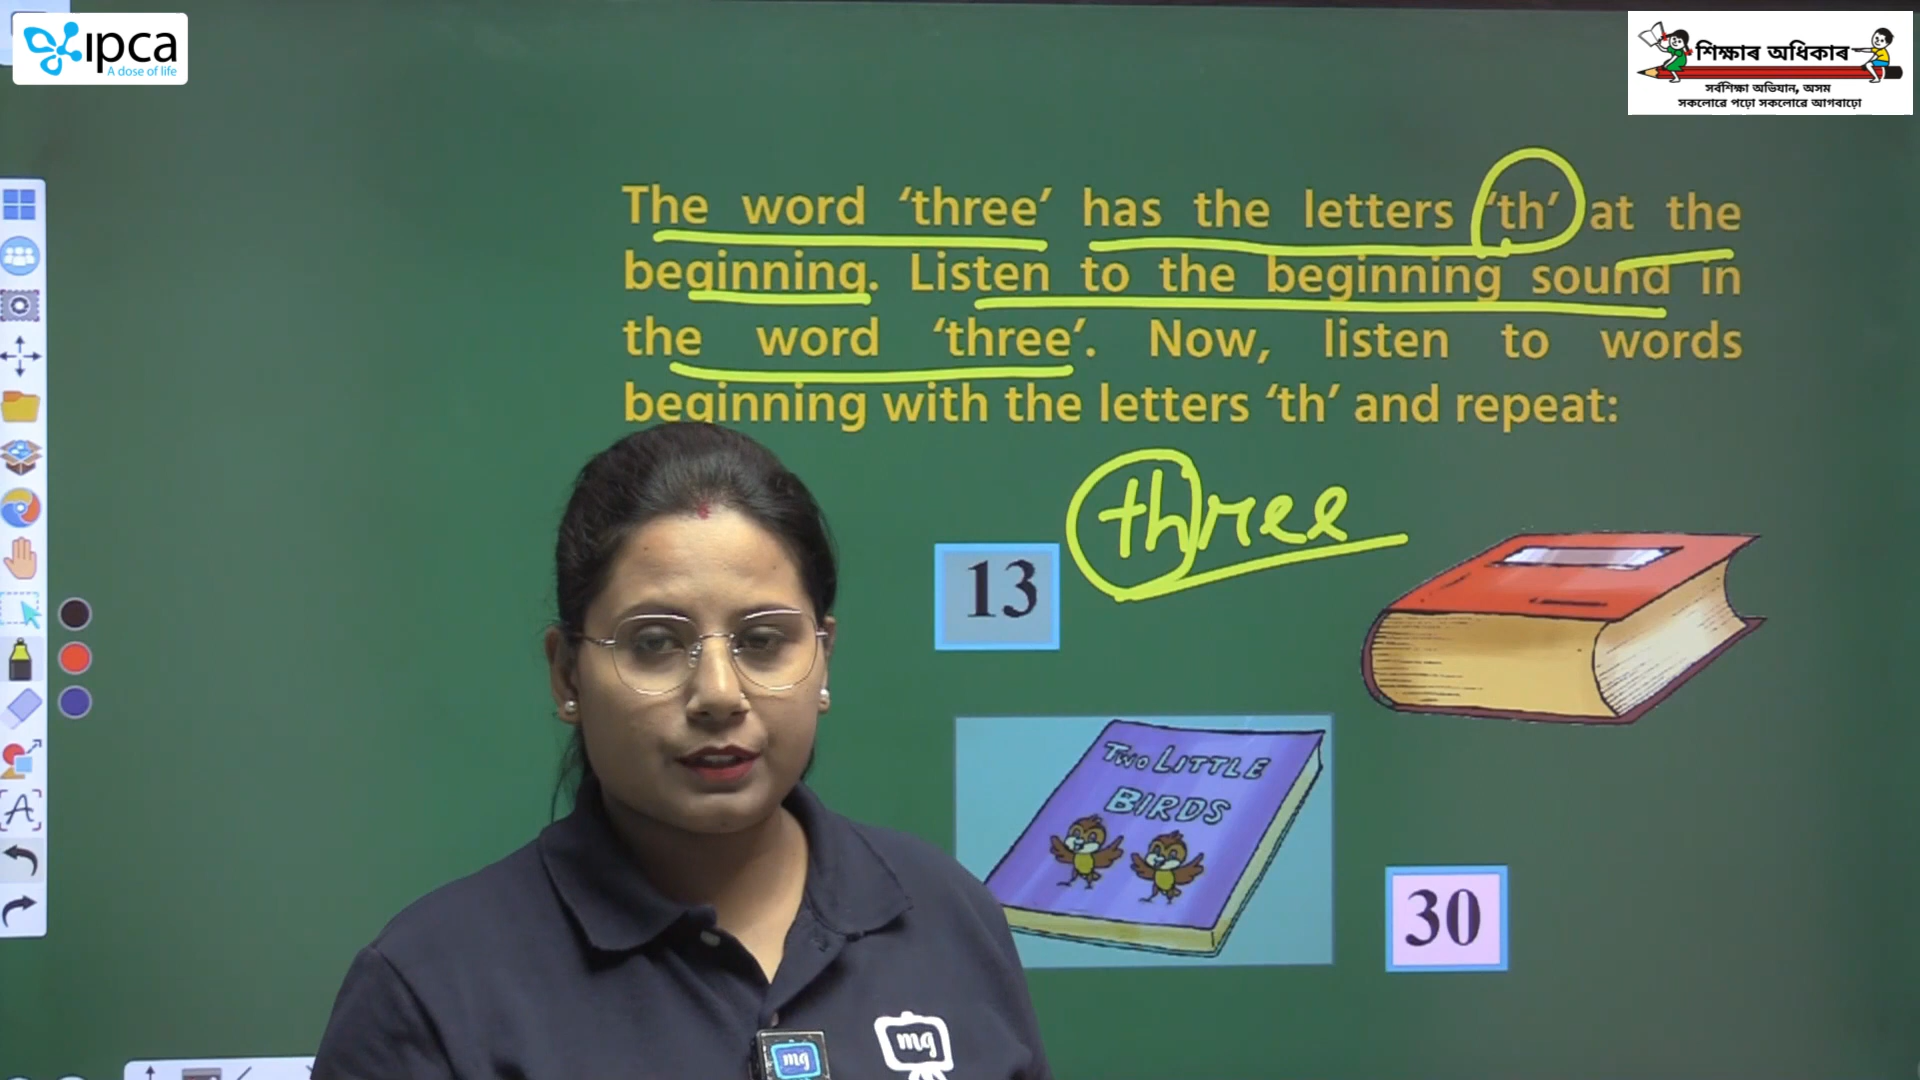 ipca
A dose of life
শিক্ষাৰ অধিকাৰ
সৰ্বশিক্ষা অভিযান, অসম
সকলোৱে পঢ়ো সকলোৱে আগবাঢ়ো
The word ‘three’ has the letters ‘th’ at the
beginning. Listen to the beginning sound in
the word ‘three’. Now, listen to words
beginning with the letters ‘th’ and repeat:
three
13
TWO LITTLE
BIRDS
30
A
mg
mg